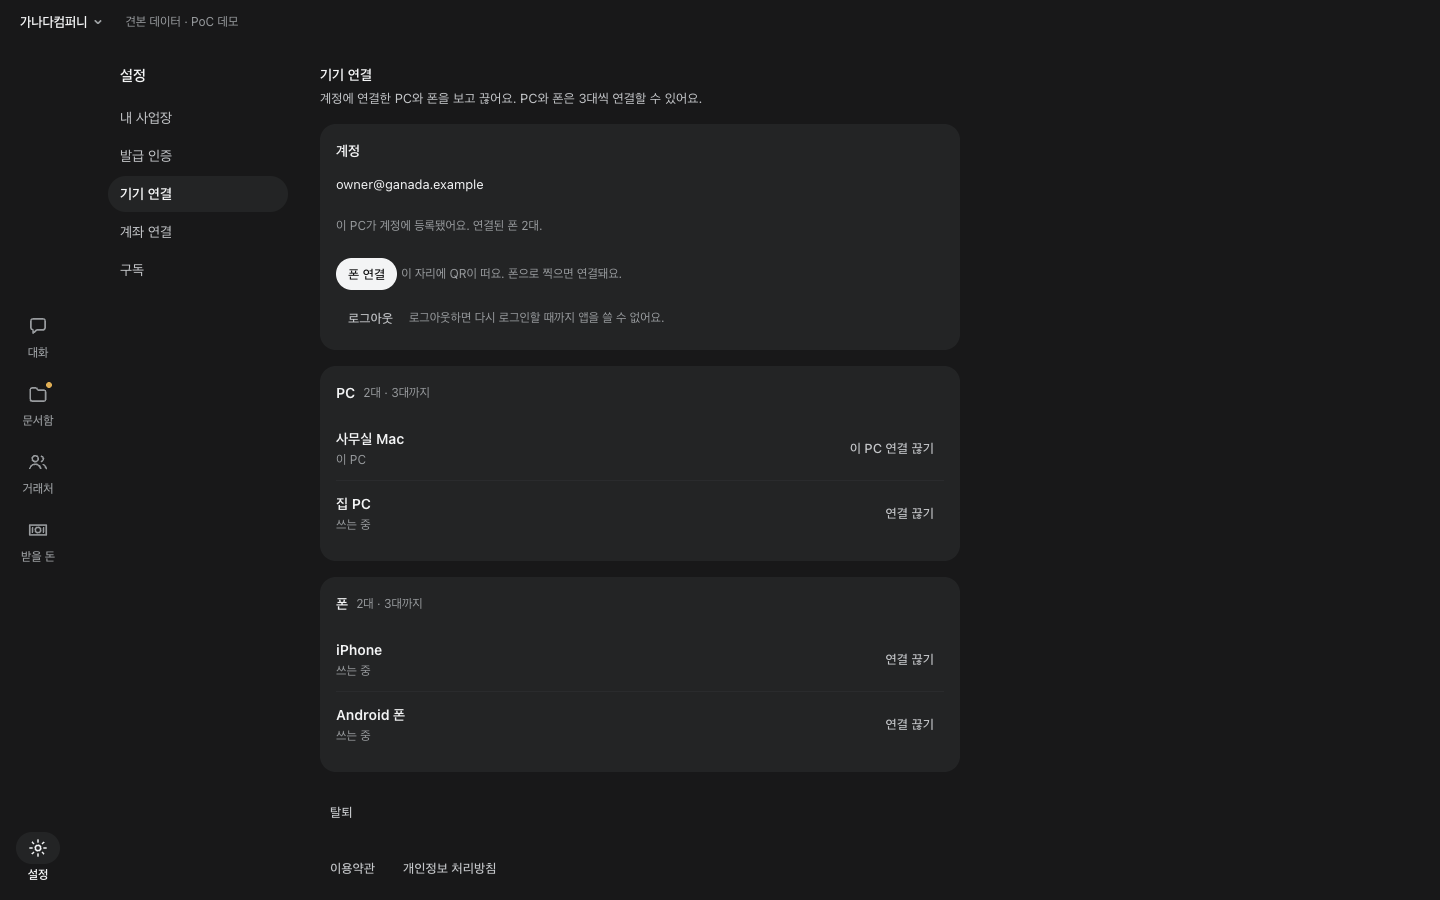 가나다컴퍼니
견본 데이터 · PoC 데모
설정
내 사업장
발급 인증
기기 연결
계좌 연결
구독
대화
문서함
거래처
받을 돈
설정
기기 연결
계정에 연결한 PC와 폰을 보고 끊어요. PC와 폰은 3대씩 연결할 수 있어요.
계정
owner@ganada.example
이 PC가 계정에 등록됐어요. 연결된 폰 2대.
폰 연결 이 자리에 QR이 떠요. 폰으로 찍으면 연결돼요.
로그아웃 로그아웃하면 다시 로그인할 때까지 앱을 쓸 수 없어요.
PC 2대 · 3대까지
사무실 Mac
이 PC
이 PC 연결 끊기
집 PC
쓰는 중
연결 끊기
폰 2대 · 3대까지
iPhone
쓰는 중
연결 끊기
Android 폰
쓰는 중
연결 끊기
탈퇴
이용약관 개인정보 처리방침